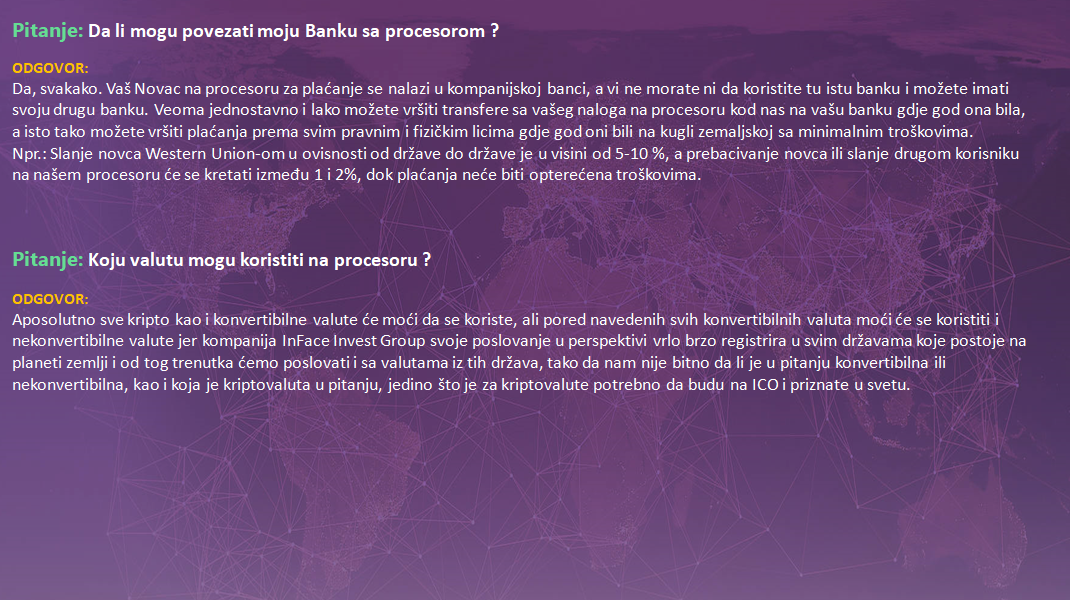 Pitanje: Da li mogu povezati moju Banku sa procesorom ?
ODGOVOR:
Da, svakako. Vaš Novac na procesoru za plaćanje se nalazi u kompanijskoj banci, a vi ne morate ni da koristite tu istu banku i možete imati
svoju drugu banku. Veoma jednostavno i lako možete vršiti transfere sa vašeg naloga na procesoru kod nas na vašu banku gdje god ona bila,
a isto tako možete vršiti plaćanja prema svim pravnim i fizičkim licima gdje god oni bili na kugli zemaljskoj sa minimalnim troškovima.
Npr.: Slanje novca Western Union-om u ovisnosti od države do države je u visini od 5-10 %, a prebacivanje novca ili slanje drugom korisniku
na našem procesoru će se kretati između 1 i 2%, dok plaćanja neće biti opterećena troškovima.
Pitanje: Koju valutu mogu koristiti na procesoru ?
ODGOVOR:
Aposolutno sve kripto kao i konvertibilne valute će moći da se koriste, ali pored navedenih svih konvertibilnih valuta moći će se koristiti i
nekonvertibilne valute jer kompanija InFace Invest Group svoje poslovanje u perspektivi vrlo brzo registrira u svim državama koje postoje na
planeti zemlji i od tog trenutka ćemo poslovati i sa valutama iz tih država, tako da nam nije bitno da li je u pitanju konvertibilna ili
nekonvertibilna, kao i koja je kriptovaluta u pitanju, jedino što je za kriptovalute potrebno da budu na ICO i priznate u svetu.